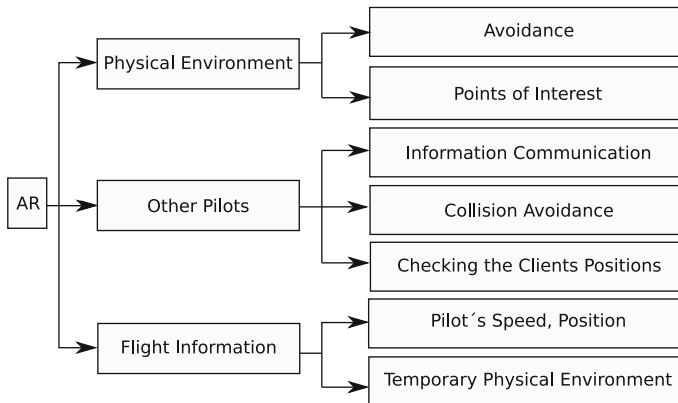 AR
Physical Environment
Avoidance
Points of Interest
Other Pilots
Information Communication
Collision Avoidance
Checking the Clients Positions
Flight Information
Pilot´s Speed, Position
Temporary Physical Environment